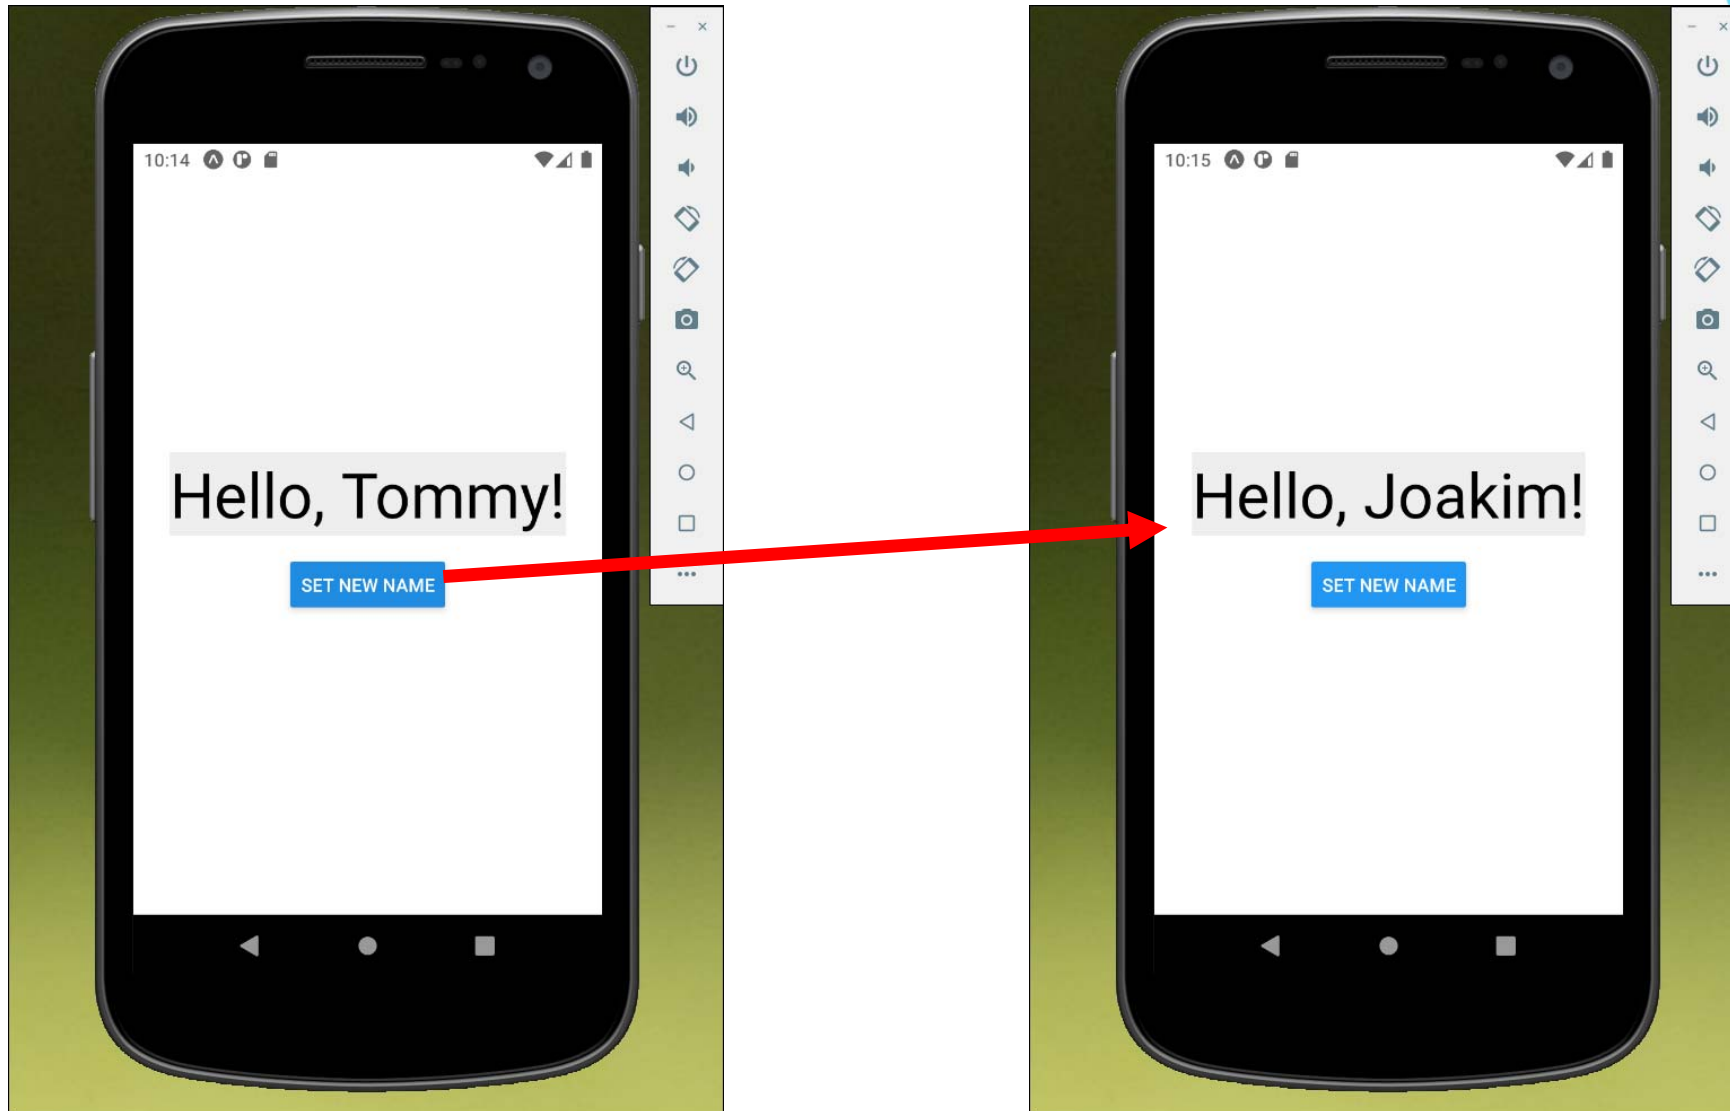 10:14
Hello, Tommy!
SET NEW NAME
10:15
Hello, Joakim!
SET NEW NAME